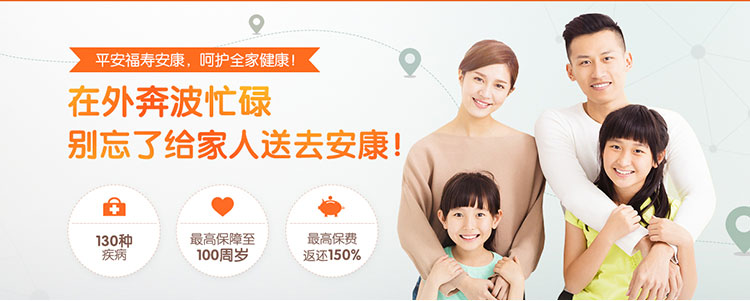 平安福寿安康，呵护全家健康！
在外奔波忙碌
别忘了给家人送去安康！
130种
疾病
最高保障至
100周岁
最高保费
返还150%